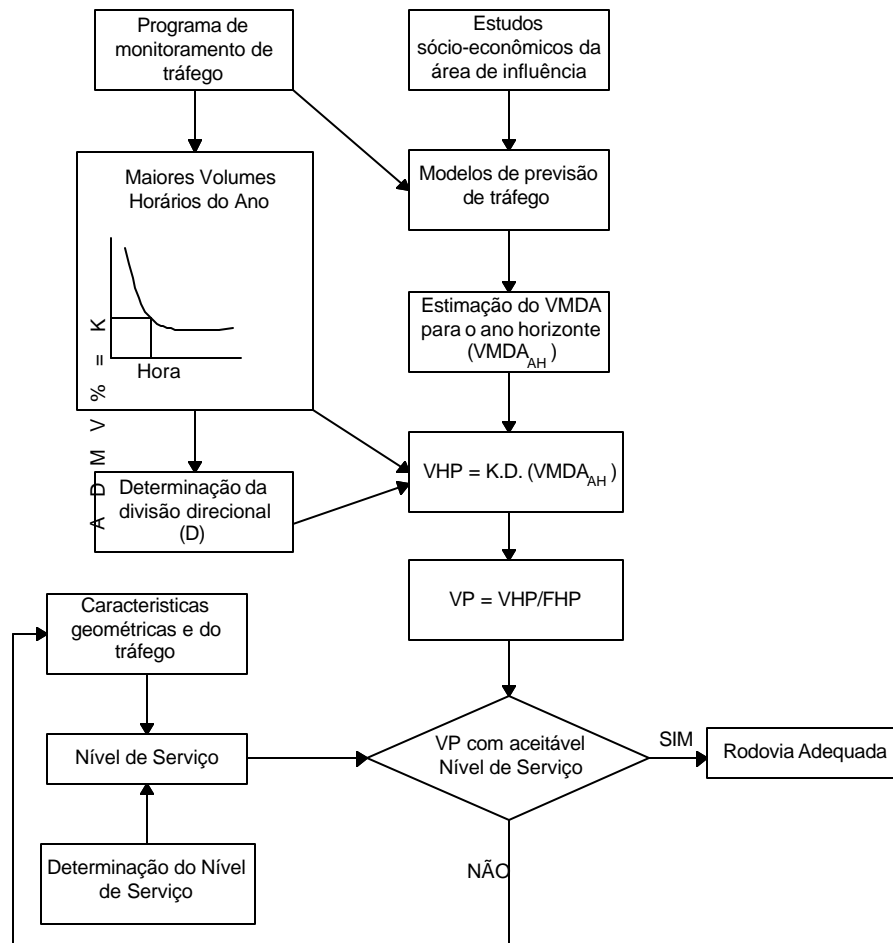 Programa de
monitoramento de
tráfego
Estudos
sócio-econômicos da
área de influência
Maiores Volumes
Horários do Ano
K = % V M D A
Hora
Modelos de previsão
de tráfego
Estimação do VMDA
para o ano horizonte
(VMDA AH )
Determinação da
divisão direcional
(D)
VHP = K.D. (VMDA AH )
VP = VHP/FHP
Caracteristicas
geométricas e do
tráfego
Nível de Serviço
Determinação do Nível
de Serviço
VP com aceitável
Nível de Serviço
SIM
Rodovia Adequada
NÃO